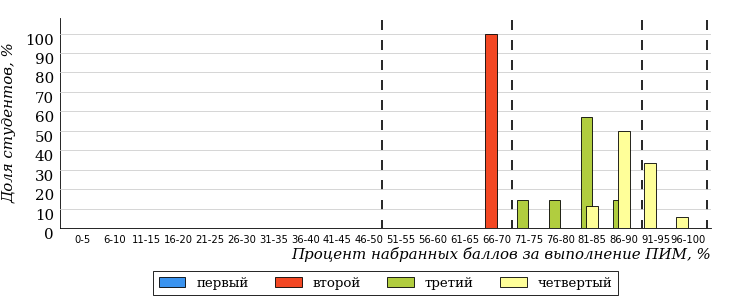 Доля студентов, %
100
90
80
70
60
50
40
30
20
10
0
0-5 6-10 11-15 16-20 21-25 26-30 31-35 36-40 41-45 46-50 51-55 56-60 61-65 66-70 71-75 76-80 81-85 86-90 91-95 96-100
Процент набранных баллов за выполнение ПИМ, %
первый второй третий четвертый